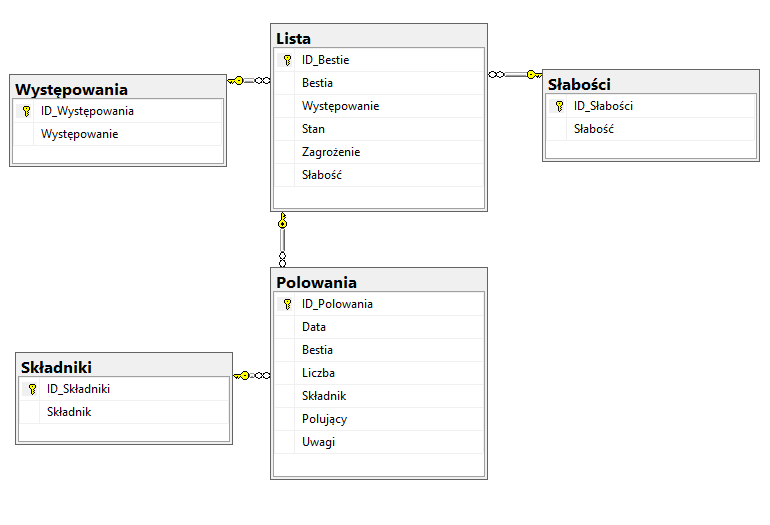 Lista
ID_Bestie
Bestia
Występowanie
Stan
Zagrożenie
Słabość
Występowania
ID_Występowania
Występowanie
Słabości
ID_Słabości
Słabość
Polowania
ID_Polowania
Data
Bestia
Liczba
Składnik
Polujący
Uwagi
Składniki
ID_Składniki
Składnik